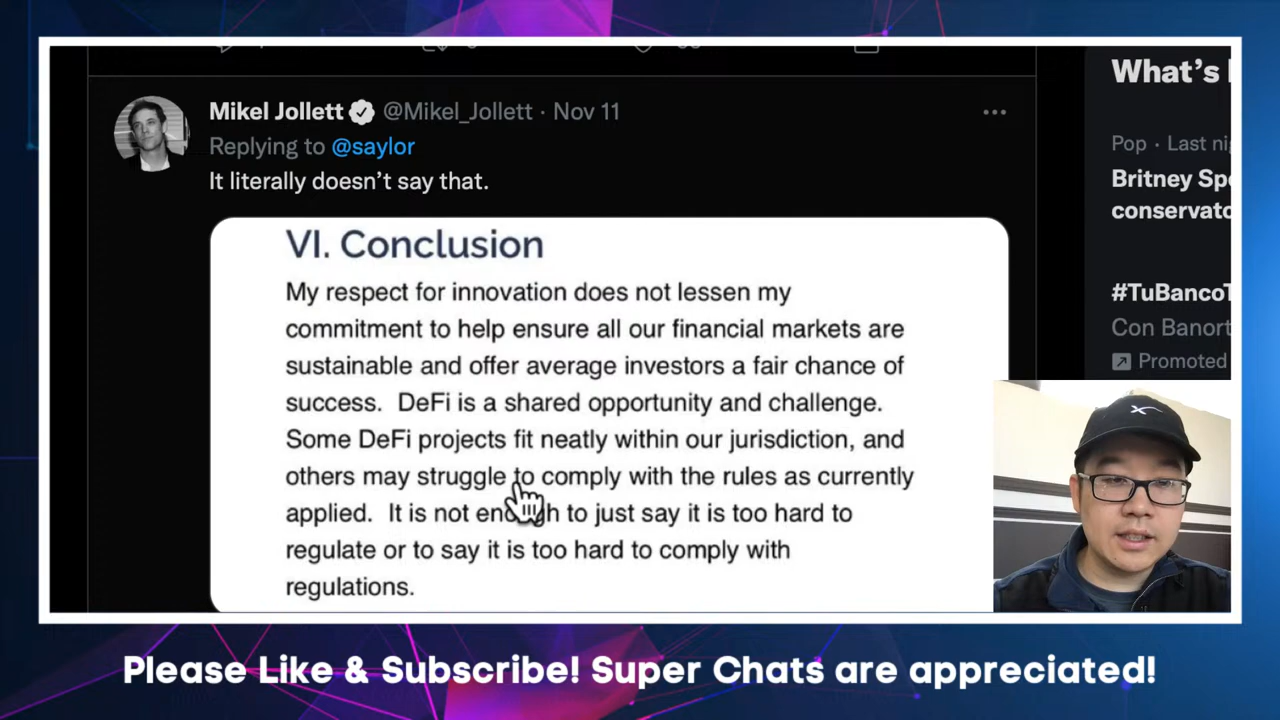 What's
Mikel Jollett @Mikel_Jollett · Nov 11
Replying to @saylor
It literally doesn't say that.
Pop · Last
Britney
VI. Conclusion
My respect for innovation does not lessen my
commitment to help ensure all our financial markets are
sustainable and offer average investors a fair chance of
success. DeFi is a shared opportunity and challenge.
Some DeFi projects fit neatly within our jurisdiction, and
others may struggle to comply with the rules as currently
applied. It is not enough to just say it is too hard to
regulate or to say it is too hard to comply with
regulations.
Con
Promoted
Please Like & Subscribe! Super Chats are appreciated!